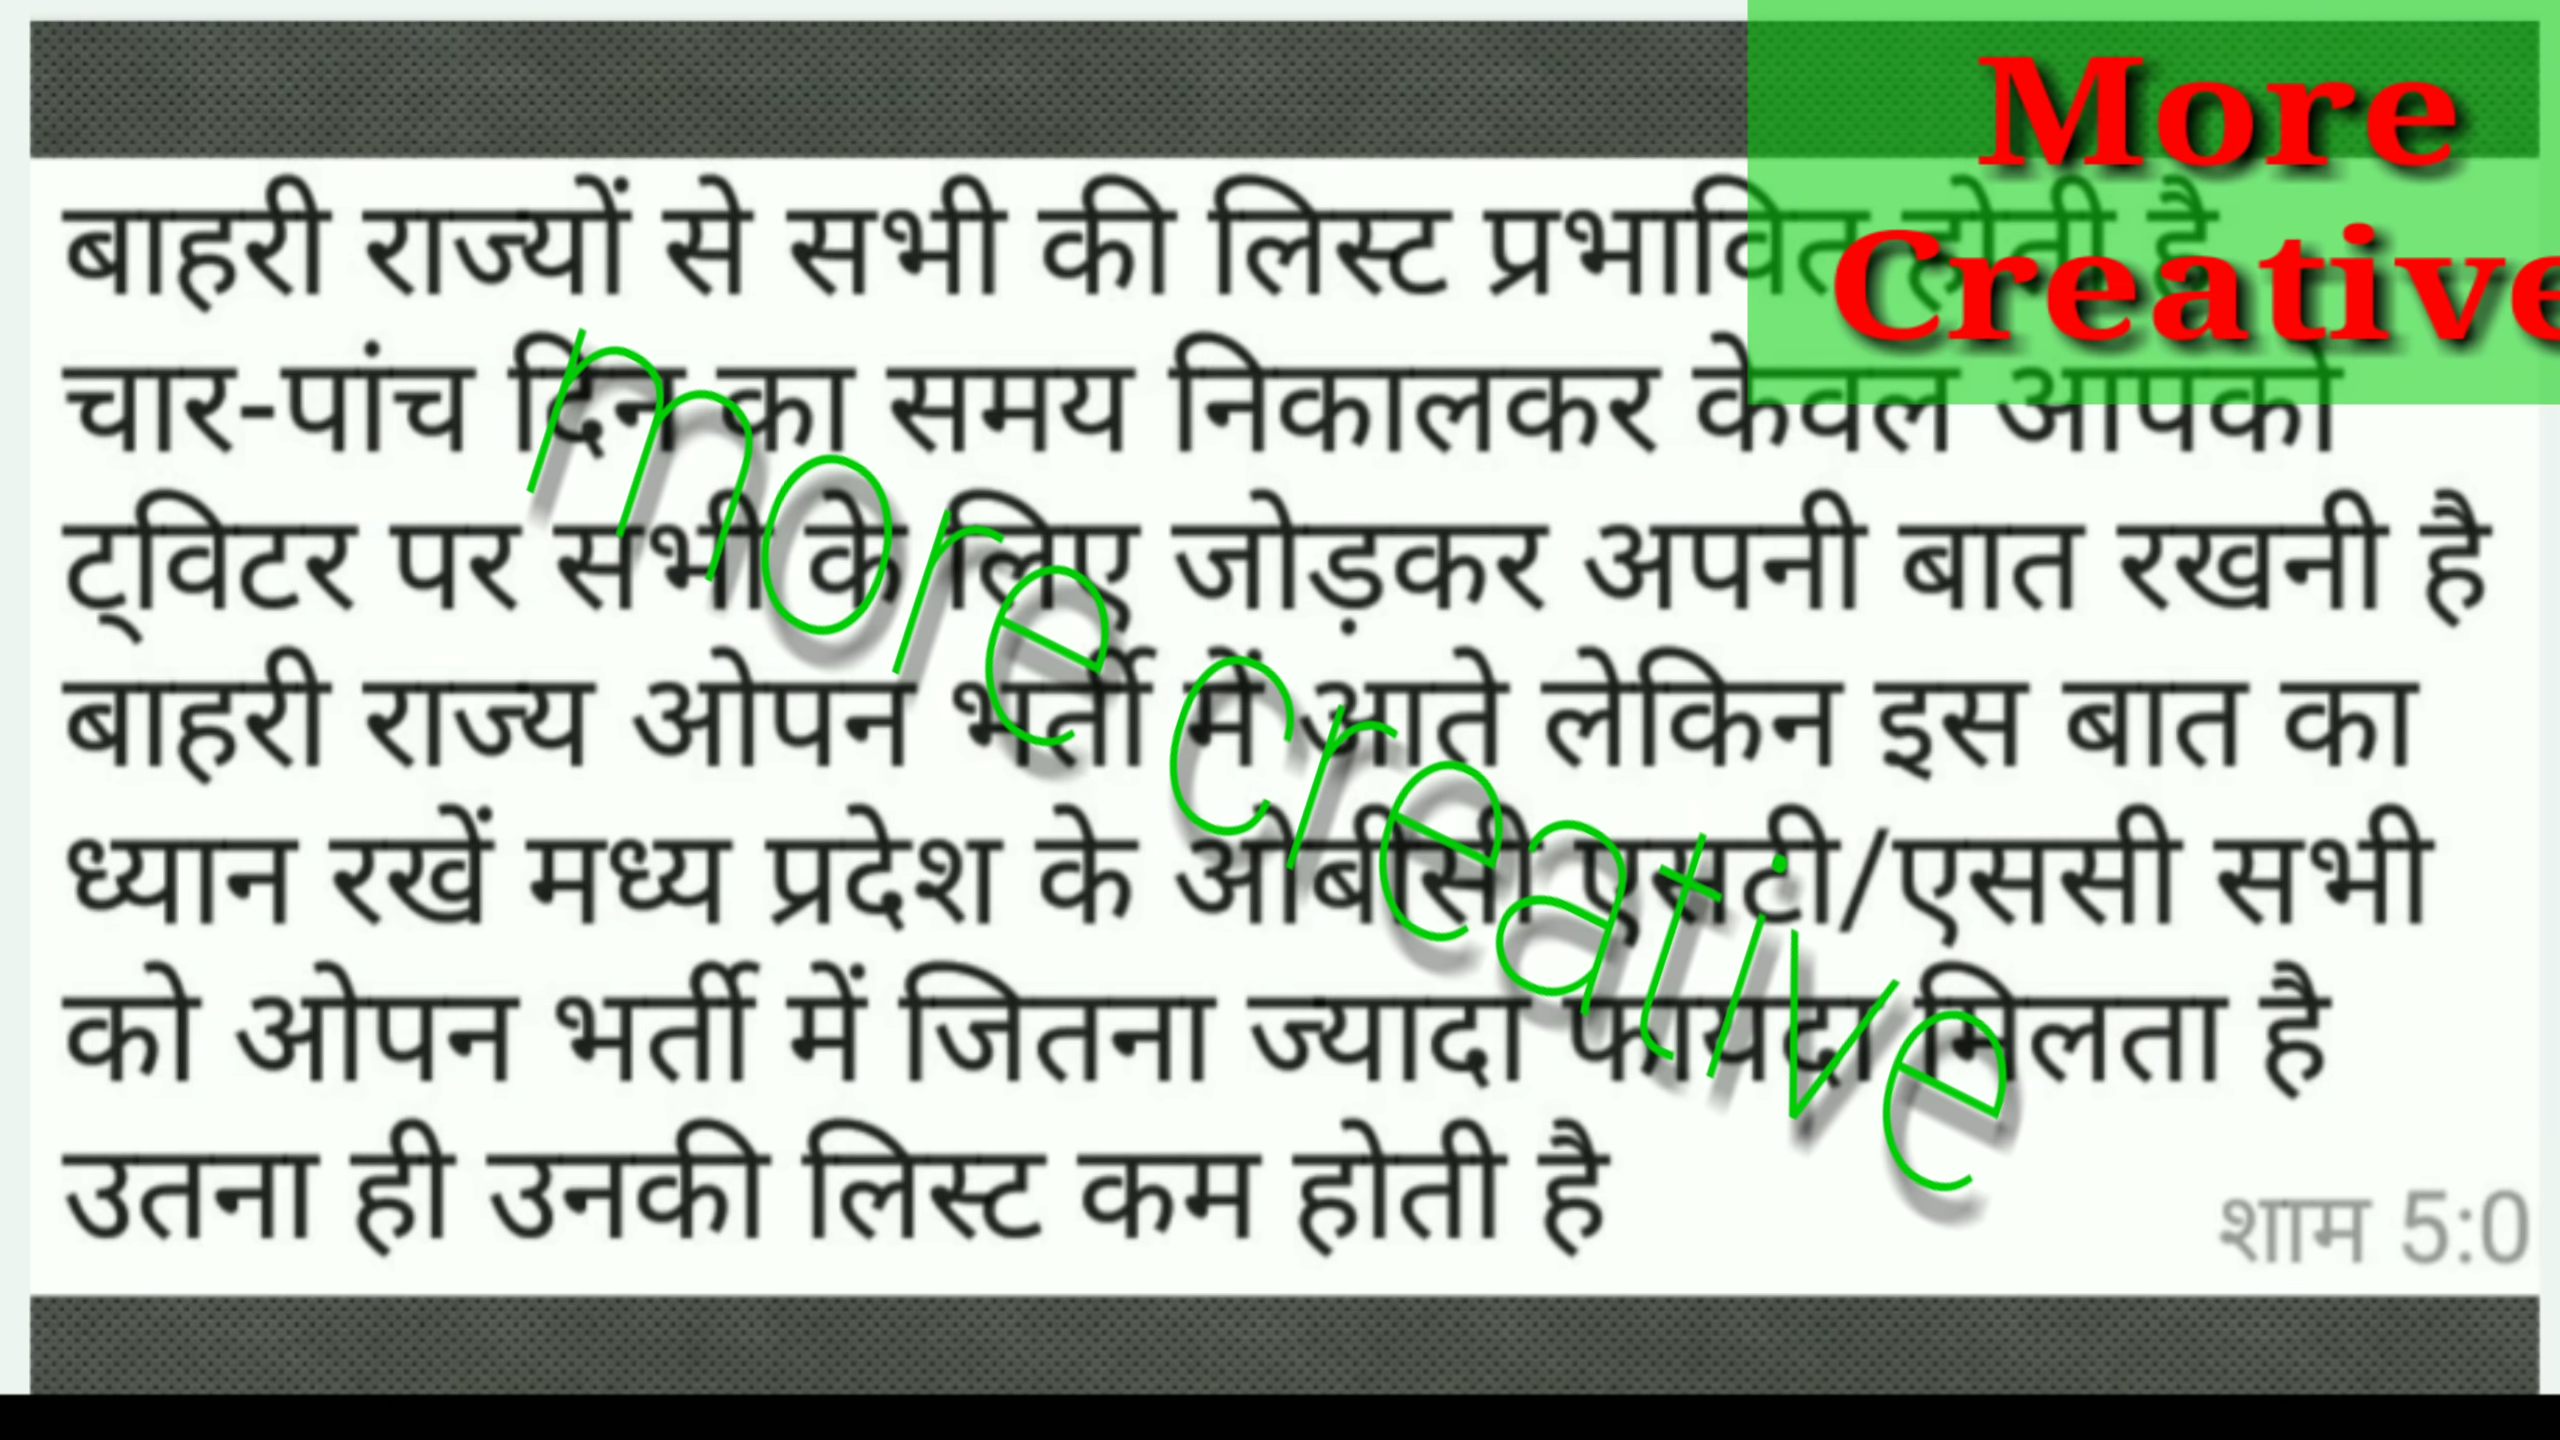 More
Creative
बाहरी राज्यों से सभी की लिस्ट प्रभावित होती है
चार-पांच दिन का समय निकालकर केवल आपको
ट्विटर पर सभी के लिए जोड़कर अपनी बात रखनी है
बाहरी राज्य ओपन भर्ती में आते लेकिन इस बात का
ध्यान रखें मध्य प्रदेश के ओबीसी एसटी/एससी सभी
को ओपन भर्ती में जितना ज्यादा फायदा मिलता है
उतना ही उनकी लिस्ट कम होती है
शाम 5:0
more creative